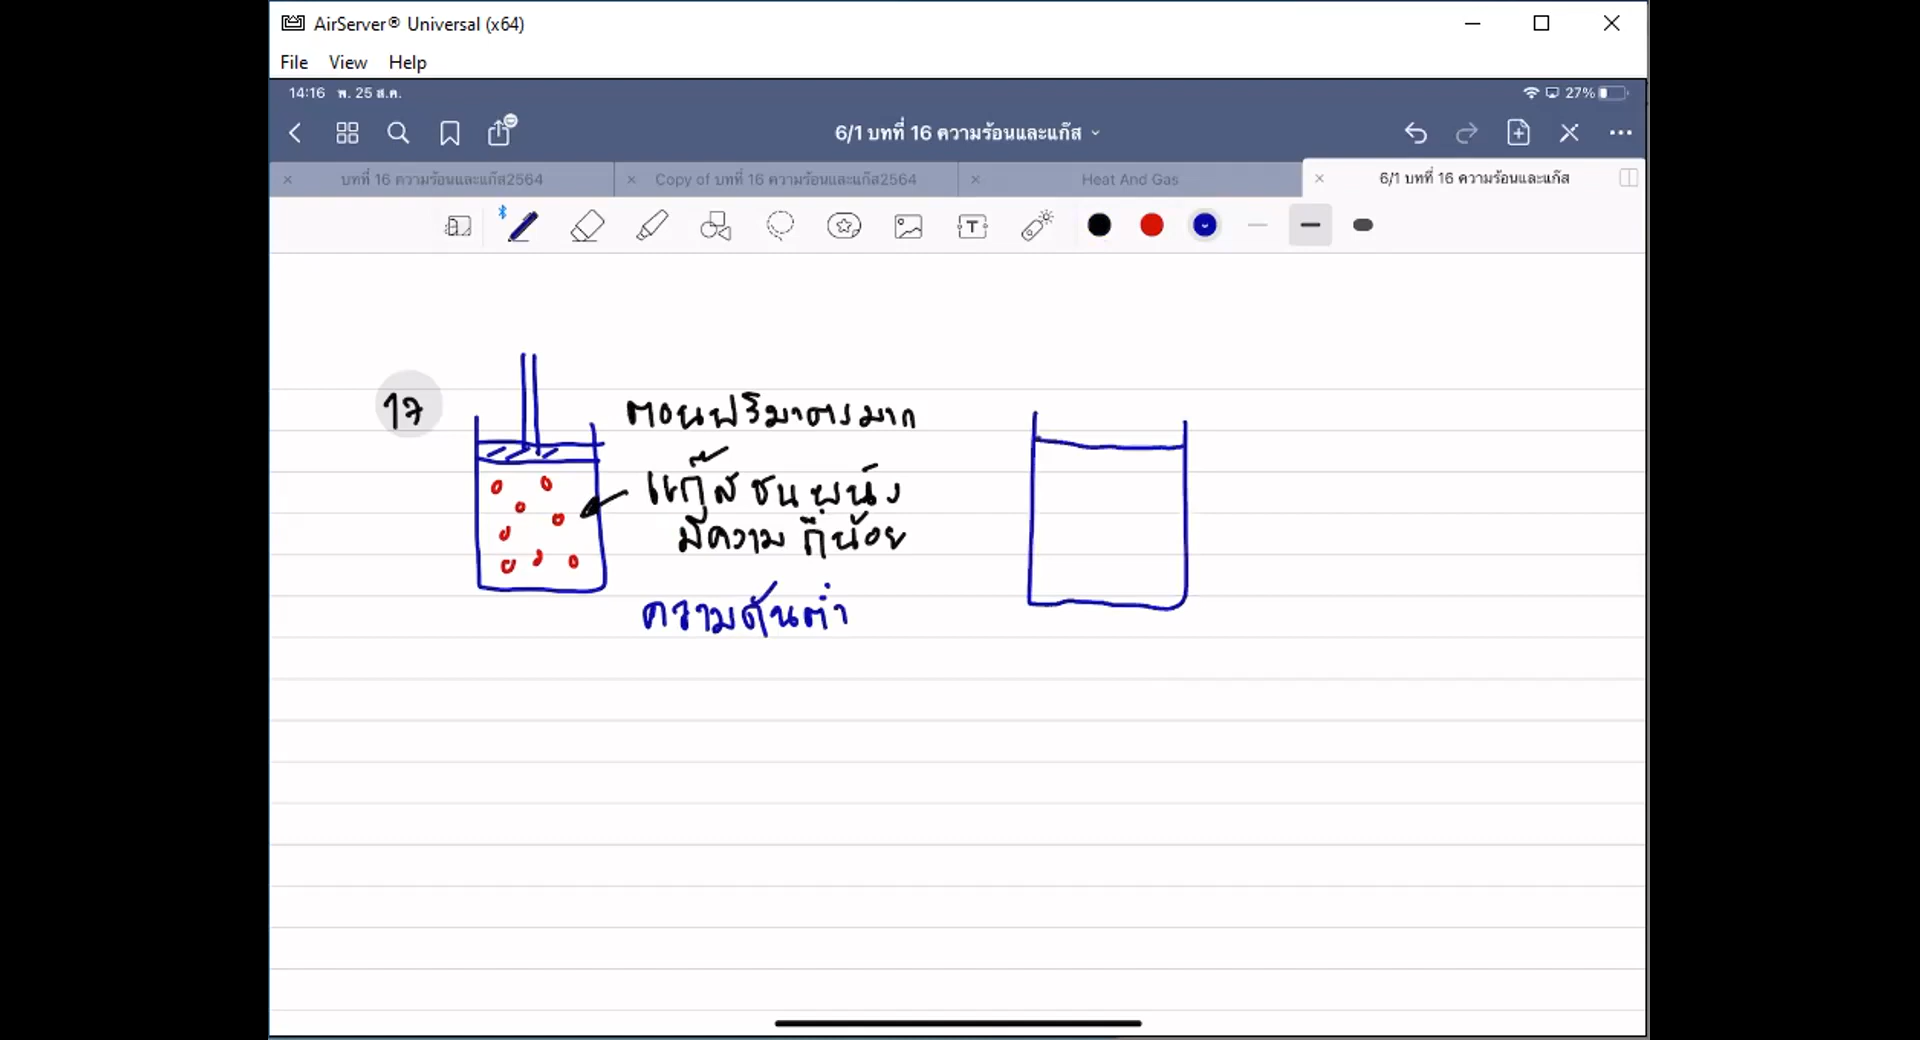 AirServer® Universal (x64)
File View Help
14:16 พ. 25 ส.ค.
27%
6/1 บทที่ 16 ความร้อนและแก๊ส
บทที่ 16 ความร้อนและแก๊ส2564
Copy of บทที่ 16 ความร้อนและแก๊ส2564
Heat And Gas
6/1 บทที่ 16 ความร้อนและแก๊ส
T
17
ตอนปริมาตรมาก
แก๊สชนผนัง
มีความถี่น้อย
ความดันต่ำ